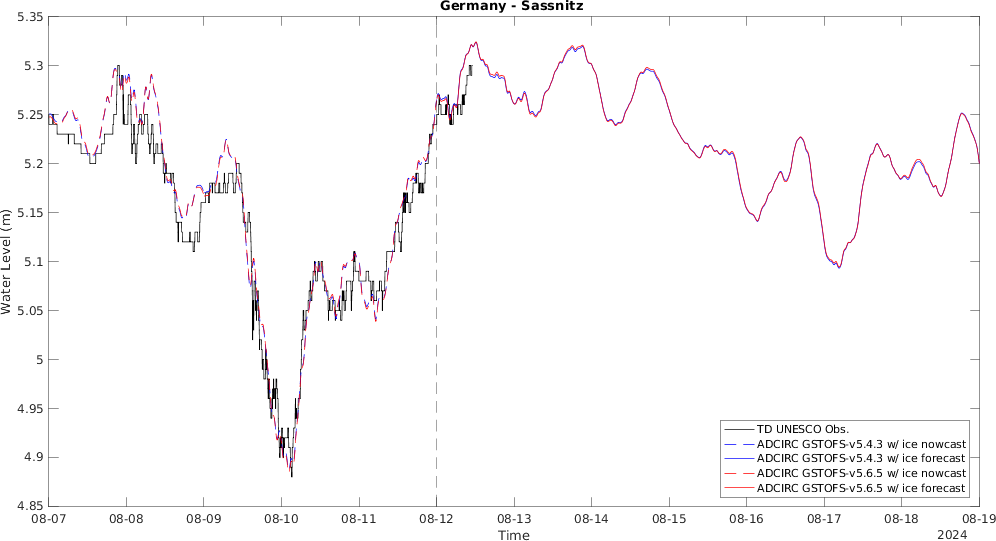 Germany - Sassnitz
5.35
5.3
5.25
5.2
5.15
5.1
5.05
5
4.95
4.9
4.85
Water Level (m)
08-07 08-08 08-09 08-10 08-11 08-12 08-13 08-14 08-15 08-16 08-17 08-18 08-19
Time
2024
TD UNESCO Obs.
ADCIRC GSTOFS-v5.4.3 w/ ice nowcast
ADCIRC GSTOFS-v5.4.3 w/ ice forecast
ADCIRC GSTOFS-v5.6.5 w/ ice nowcast
ADCIRC GSTOFS-v5.6.5 w/ ice forecast